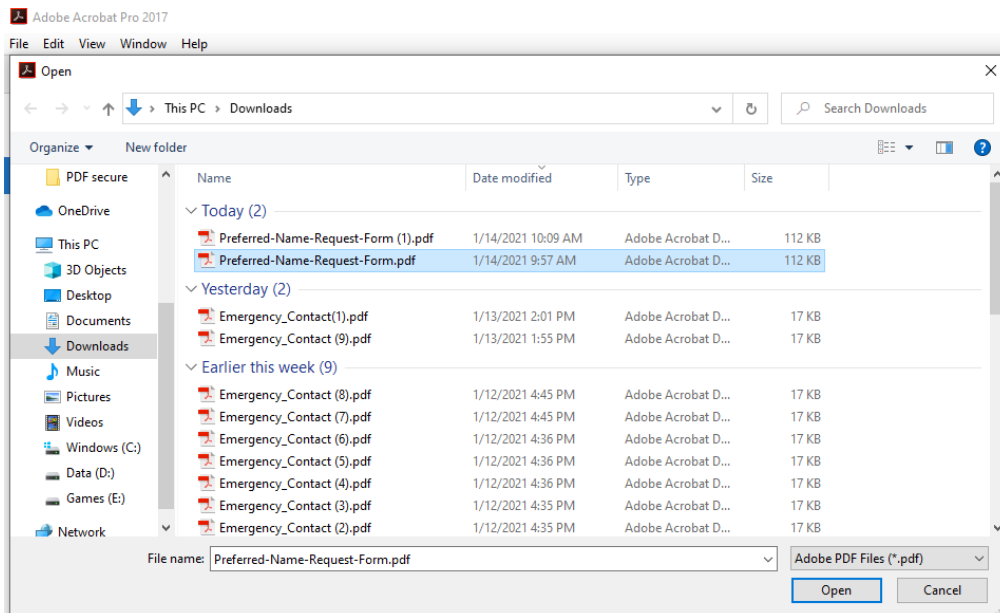 Adobe Acrobat Pro 2017
File Edit View Window Help
Open
This PC > Downloads
Search Downloads
Organize New folder
Name Date modified Type Size
PDF secure
OneDrive
This PC
3D Objects
Desktop
Documents
Downloads
Music
Pictures
Videos
Windows (C:)
Data (D:)
Games (E:)
Network
Today (2)
Preferred-Name-Request-Form (1).pdf 1/14/2021 10:09 AM Adobe Acrobat D... 112 KB
Preferred-Name-Request-Form.pdf 1/14/2021 9:57 AM Adobe Acrobat D... 112 KB
Yesterday (2)
Emergency_Contact(1).pdf 1/13/2021 2:01 PM Adobe Acrobat D... 17 KB
Emergency_Contact (9).pdf 1/13/2021 1:55 PM Adobe Acrobat D... 17 KB
Earlier this week (9)
Emergency_Contact (8).pdf 1/12/2021 4:45 PM Adobe Acrobat D... 17 KB
Emergency_Contact (7).pdf 1/12/2021 4:45 PM Adobe Acrobat D... 17 KB
Emergency_Contact (6).pdf 1/12/2021 4:36 PM Adobe Acrobat D... 17 KB
Emergency_Contact (5).pdf 1/12/2021 4:36 PM Adobe Acrobat D... 17 KB
Emergency_Contact (4).pdf 1/12/2021 4:36 PM Adobe Acrobat D... 17 KB
Emergency_Contact (3).pdf 1/12/2021 4:35 PM Adobe Acrobat D... 17 KB
Emergency_Contact (2).pdf 1/12/2021 4:35 PM Adobe Acrobat D... 17 KB
File name: Preferred-Name-Request-Form.pdf Adobe PDF Files (*.pdf)
Open Cancel